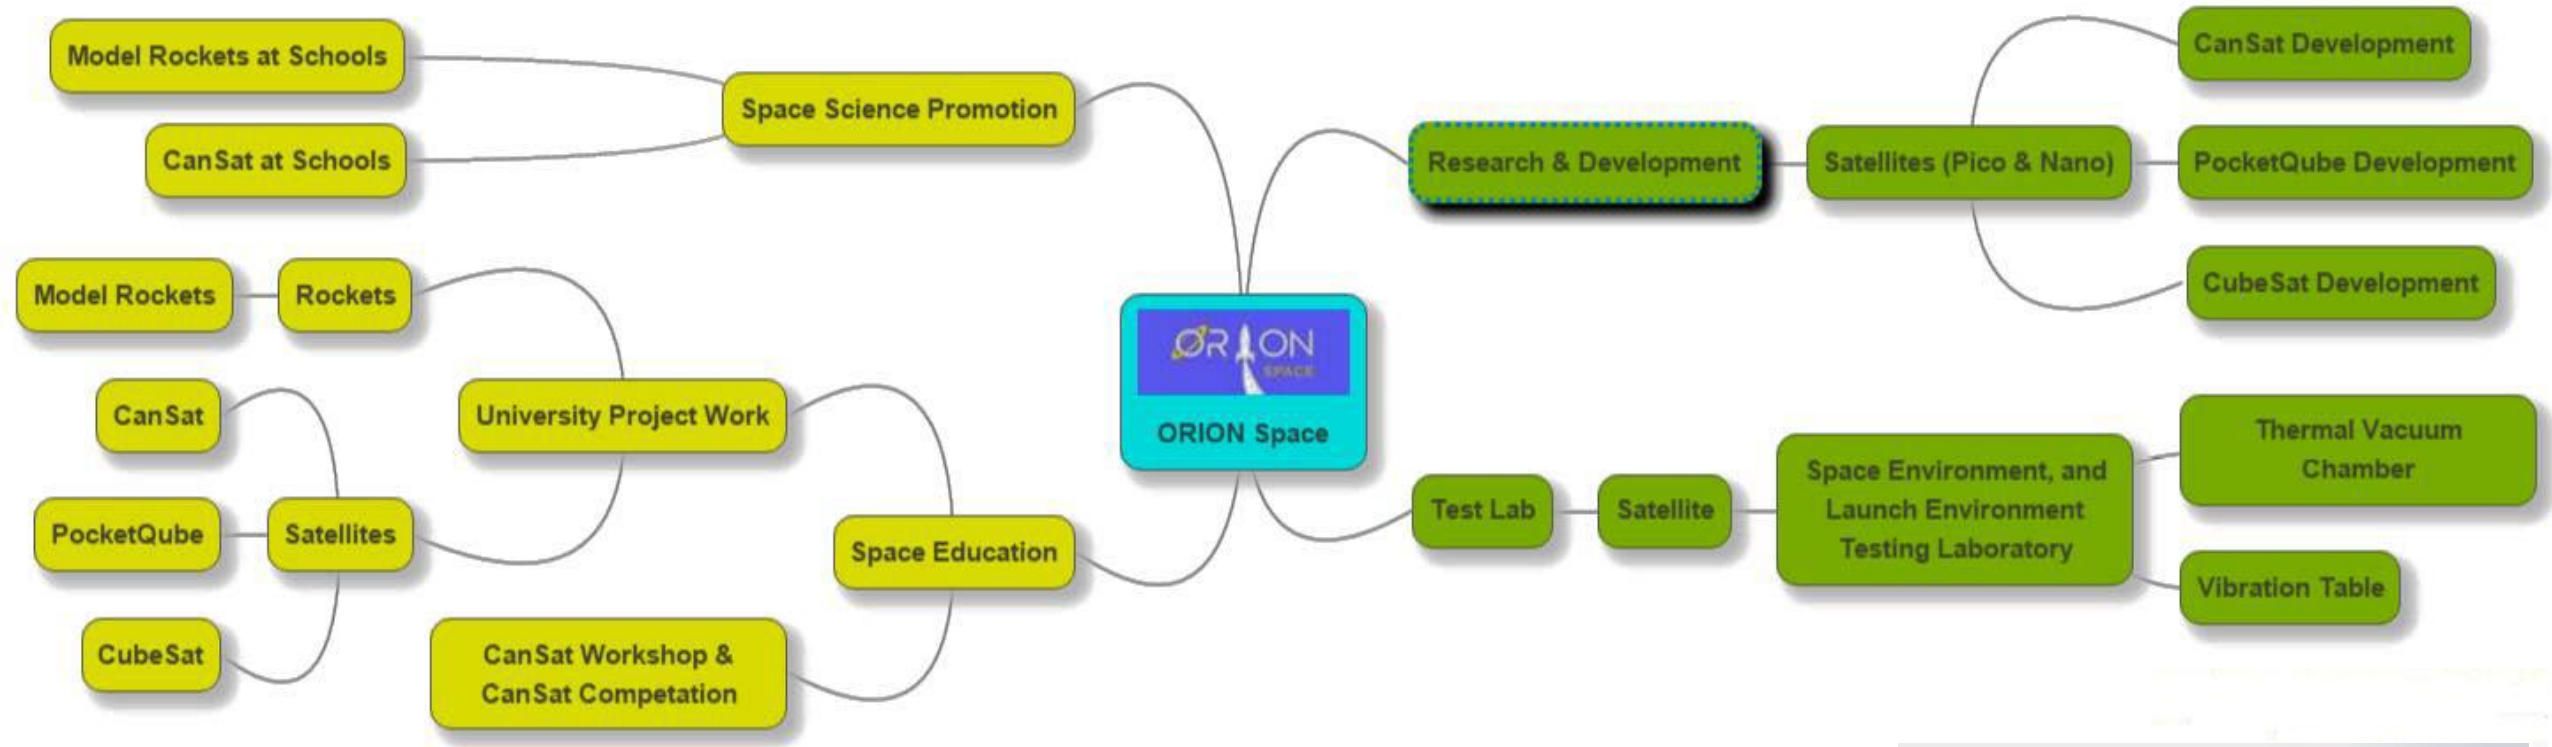 Model Rockets at Schools
CanSat at Schools
Space Science Promotion
Model Rockets
Rockets
CanSat
PocketQube
CubeSat
Satellites
University Project Work
CanSat Workshop &
CanSat Competation
Space Education
ORION
SPACE
ORION Space
Research & Development
Satellites (Pico & Nano)
CanSat Development
PocketQube Development
CubeSat Development
Test Lab
Satellite
Space Environment, and
Launch Environment
Testing Laboratory
Thermal Vacuum
Chamber
Vibration Table